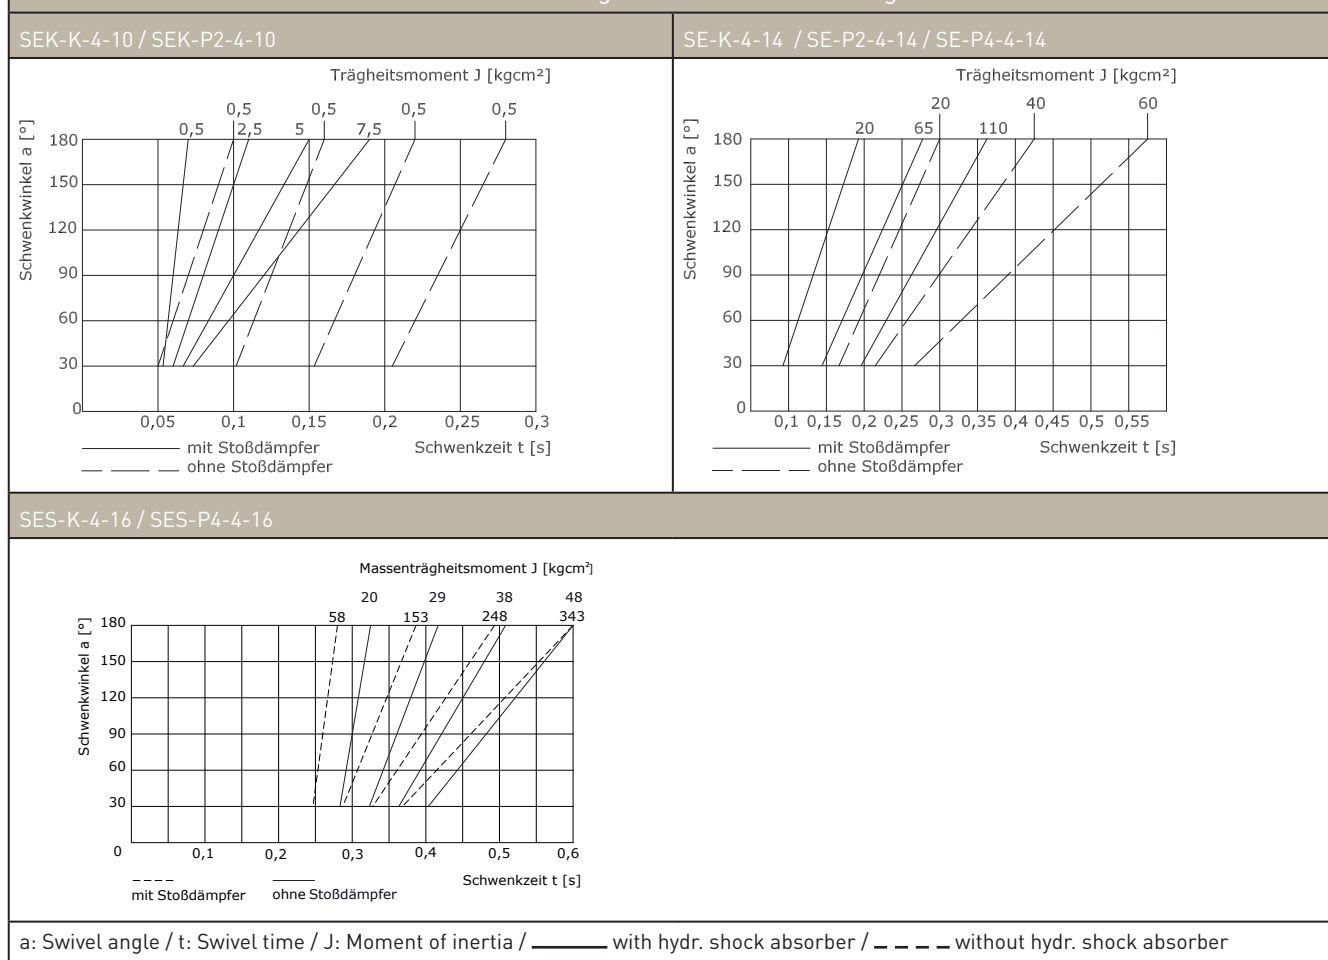 SEK-K-4-10 / SEK-P2-4-10
SE-K-4-14 / SE-P2-4-14 / SE-P4-4-14
Trägheitsmoment J [kgcm²]
0,5 0,5 0,5 0,5
0,5 2,5 5 7,5
Schwenkwinkel a [°]
180
150
120
90
60
30
0
0,05 0,1 0,15 0,2 0,25 0,3
mit Stoßdämpfer
Schwenkzeit t [s]
ohne Stoßdämpfer
Trägheitsmoment J [kgcm²]
20 40 60
20 65 110
Schwenkwinkel a [°]
180
150
120
90
60
30
0
0,1 0,15 0,2 0,25 0,3 0,35 0,4 0,45 0,5 0,55
mit Stoßdämpfer
Schwenkzeit t [s]
ohne Stoßdämpfer
SES-K-4-16 / SES-P4-4-16
Massenträgheitsmoment J [kgcm²]
20 29 38 48
58 153 248 343
Schwenkwinkel a [°]
180
150
120
90
60
30
0 0,1 0,2 0,3 0,4 0,5 0,6
mit Stoßdämpfer ohne Stoßdämpfer
Schwenkzeit t [s]
a: Swivel angle / t: Swivel time / J: Moment of inertia / with hydr. shock absorber / without hydr. shock absorber